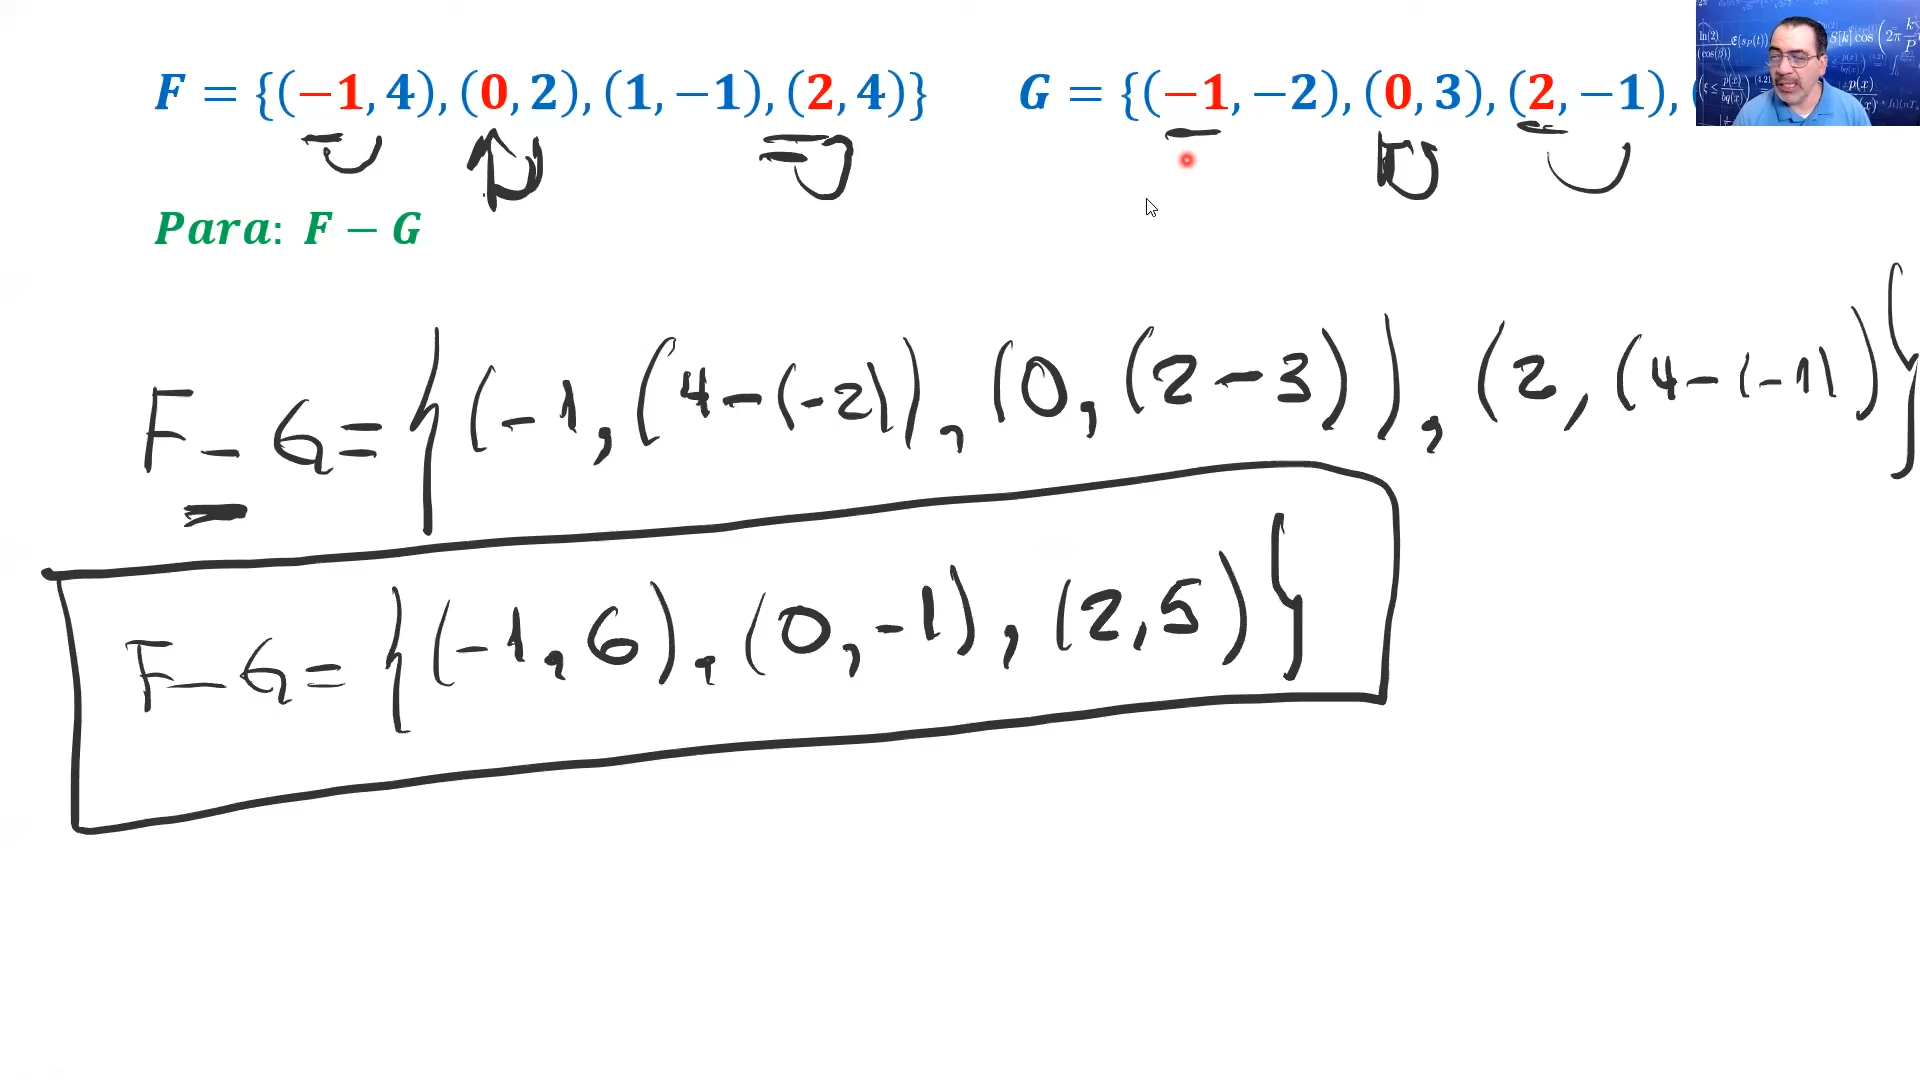 F = {(−1, 4), (0, 2), (1, −1), (2, 4)} G = {(−1, −2), (0, 3), (2, −1), (
Para: F − G
F − G = {(−1, (4 − (−2)), (0, (2 − 3)), (2, (4 − (−1)}
F − G = {(−1, 6), (0, −1), (2, 5)}